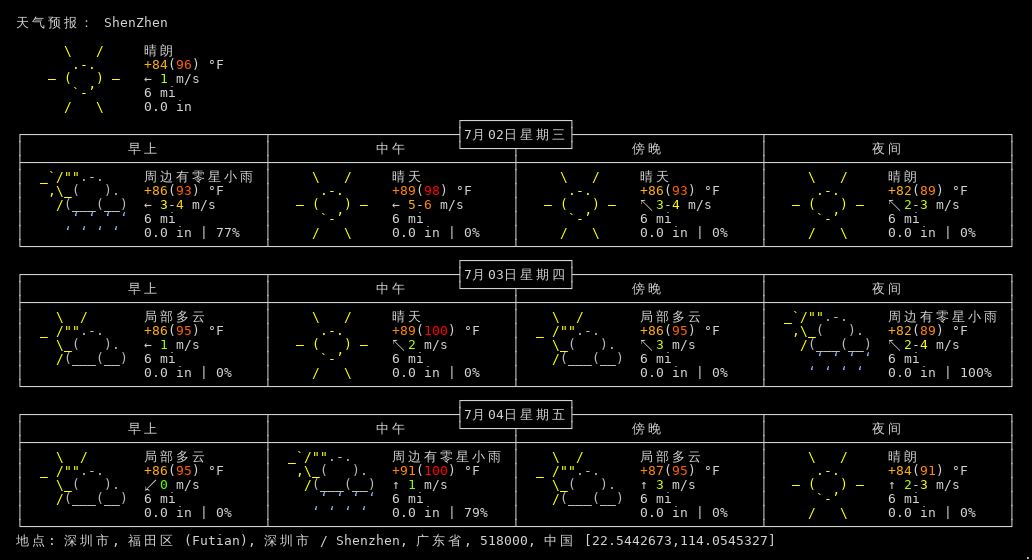 天气预报： ShenZhen
晴朗
+84(96) °F
← 1 m/s
6 mi
0.0 in
7月02日星期三
早上 中午 傍晚 夜间
周边有零星小雨 晴天 晴天 晴朗
+86(93) °F +89(98) °F +86(93) °F +82(89) °F
← 3-4 m/s ← 5-6 m/s ↖ 3-4 m/s ↖ 2-3 m/s
6 mi 6 mi 6 mi 6 mi
0.0 in | 77% 0.0 in | 0% 0.0 in | 0% 0.0 in | 0%
7月03日星期四
早上 中午 傍晚 夜间
局部多云 晴天 局部多云 周边有零星小雨
+86(95) °F +89(100) °F +86(95) °F +82(89) °F
← 1 m/s ↖ 2 m/s ↖ 3 m/s ↖ 2-4 m/s
6 mi 6 mi 6 mi 6 mi
0.0 in | 0% 0.0 in | 0% 0.0 in | 0% 0.0 in | 100%
7月04日星期五
早上 中午 傍晚 夜间
局部多云 周边有零星小雨 局部多云 晴朗
+86(95) °F +91(100) °F +87(95) °F +84(91) °F
↙ 0 m/s ↑ 1 m/s ↑ 3 m/s ↑ 2-3 m/s
6 mi 6 mi 6 mi 6 mi
0.0 in | 0% 0.0 in | 79% 0.0 in | 0% 0.0 in | 0%
地点: 深圳市, 福田区 (Futian), 深圳市 / Shenzhen, 广东省, 518000, 中国 [22.5442673,114.0545327]